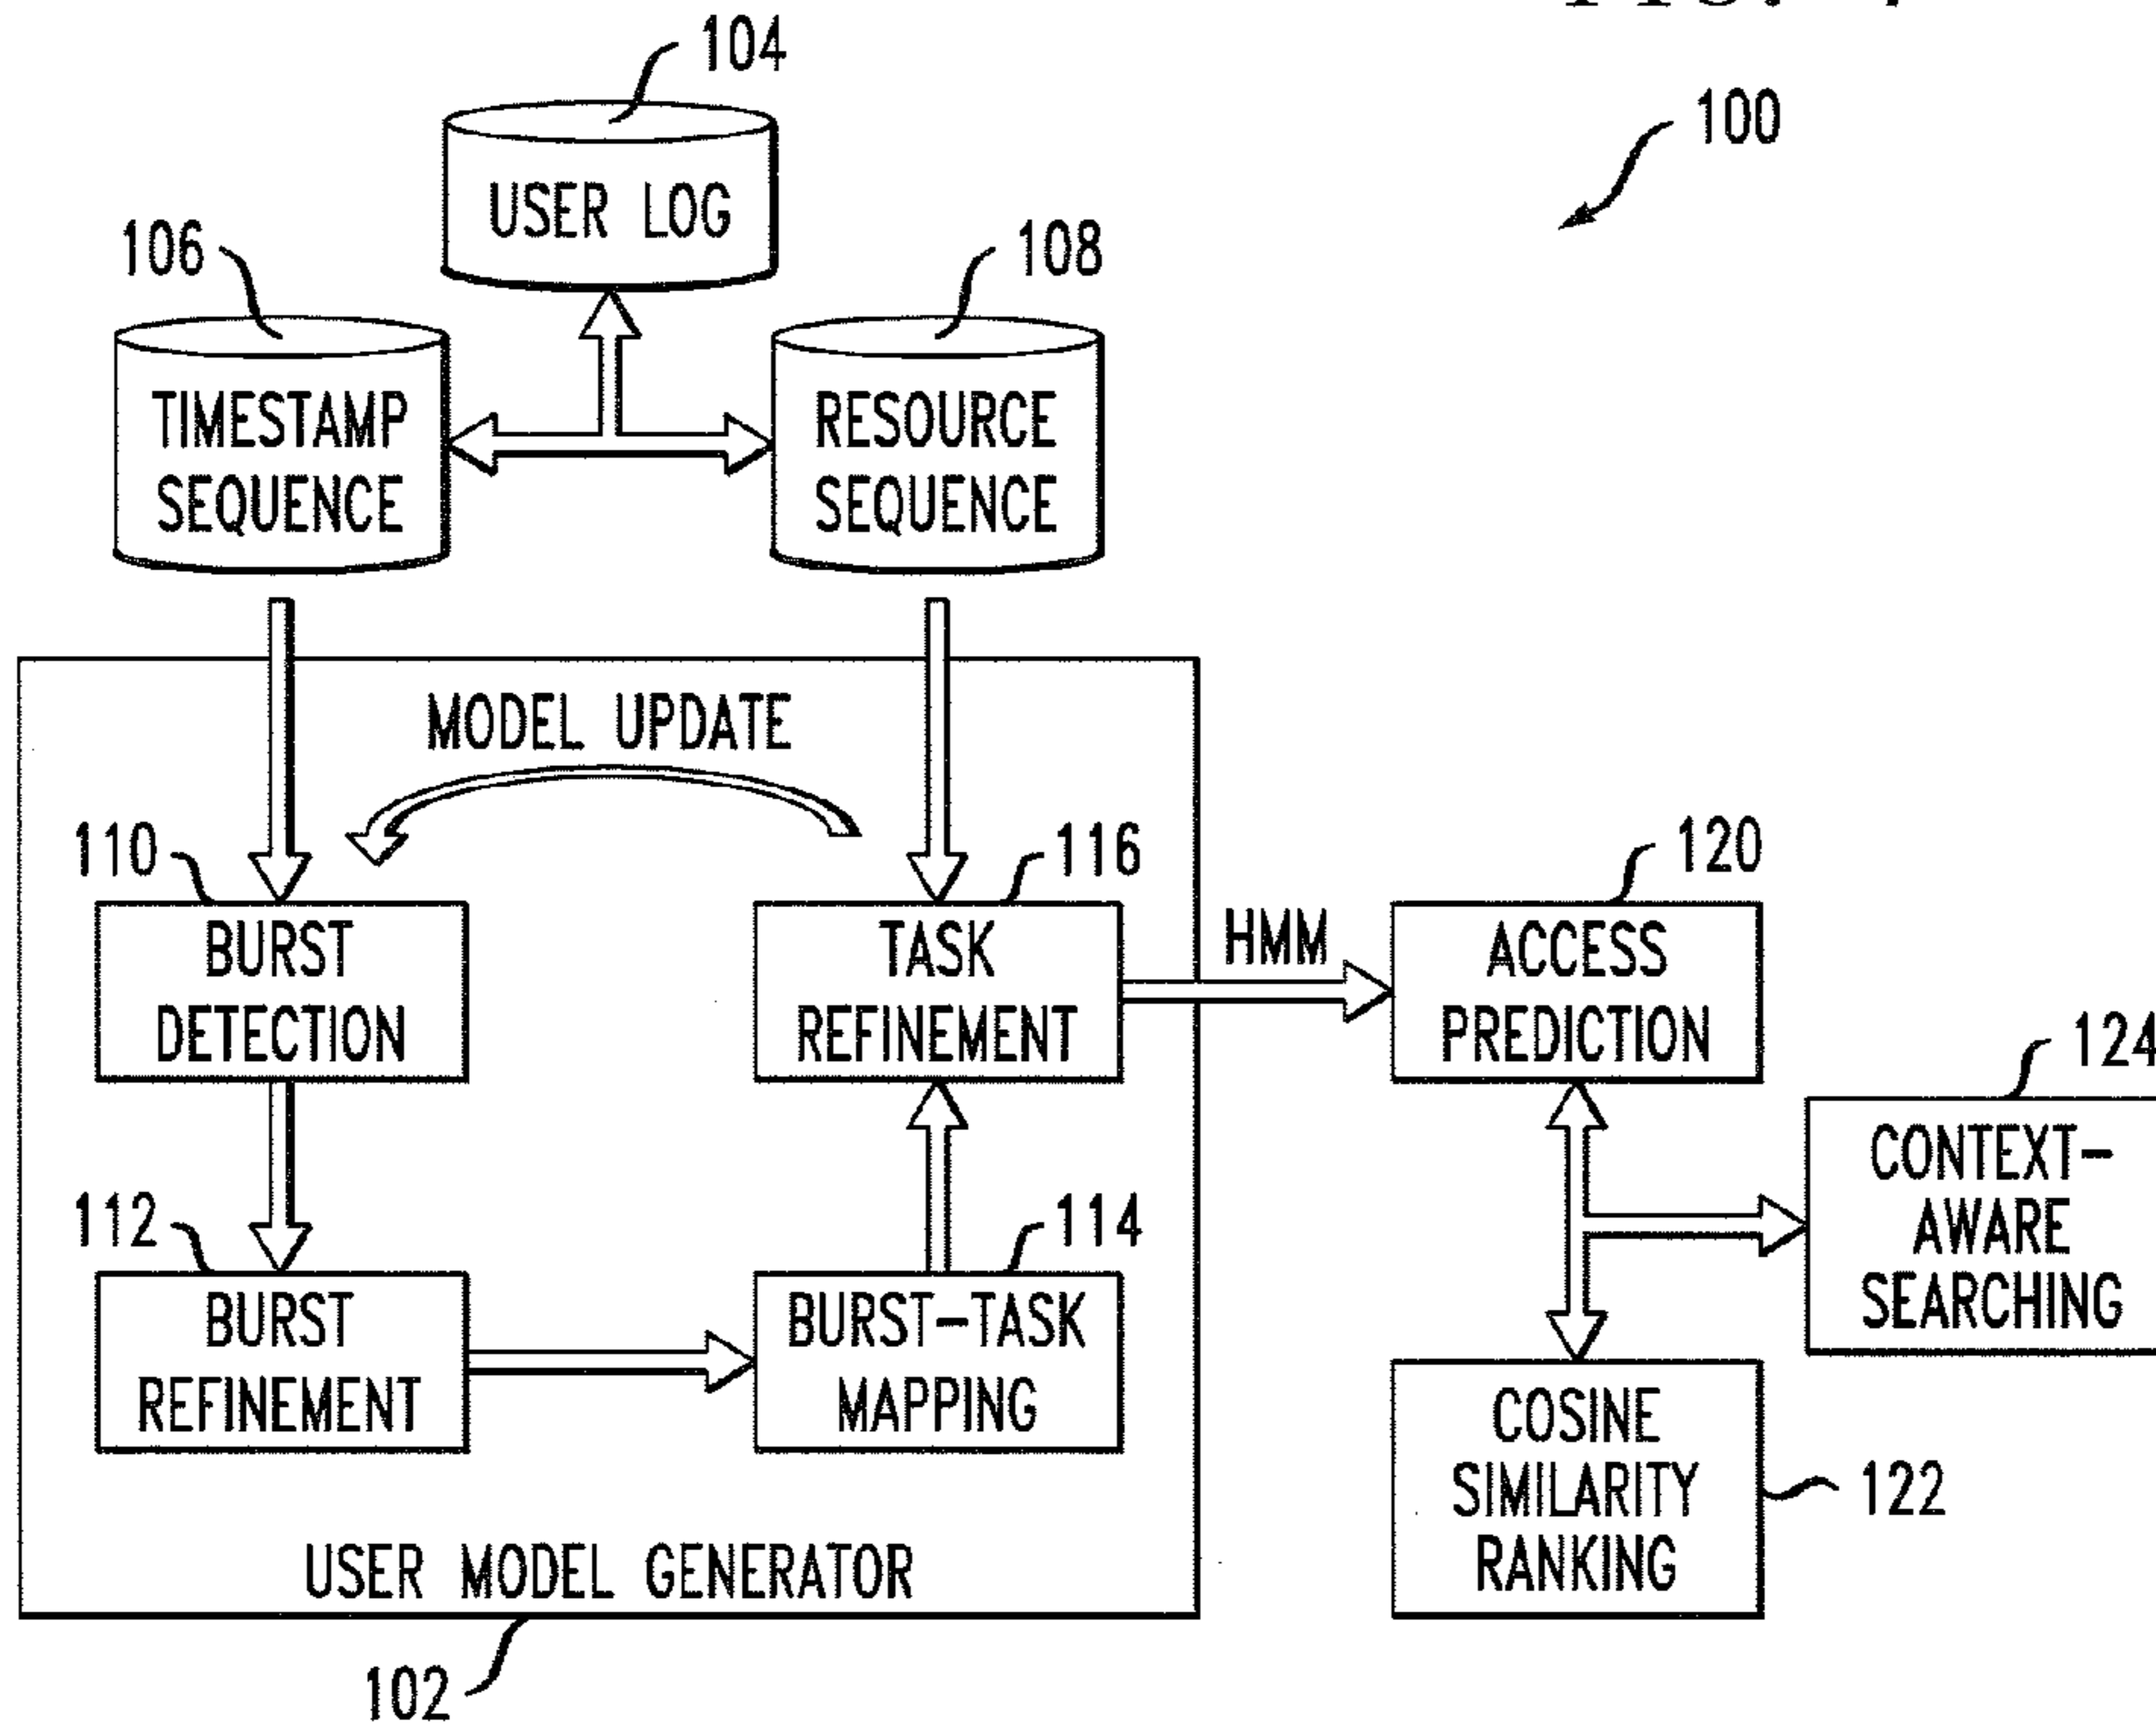 104
100
USER LOG
106
108
TIMESTAMP
SEQUENCE
RESOURCE
SEQUENCE
MODEL UPDATE
110
116
120
BURST
DETECTION
TASK
REFINEMENT
HMM
ACCESS
PREDICTION
124
CONTEXT-
AWARE
SEARCHING
112
114
BURST
REFINEMENT
BURST-TASK
MAPPING
COSINE
SIMILARITY
RANKING
122
USER MODEL GENERATOR
102